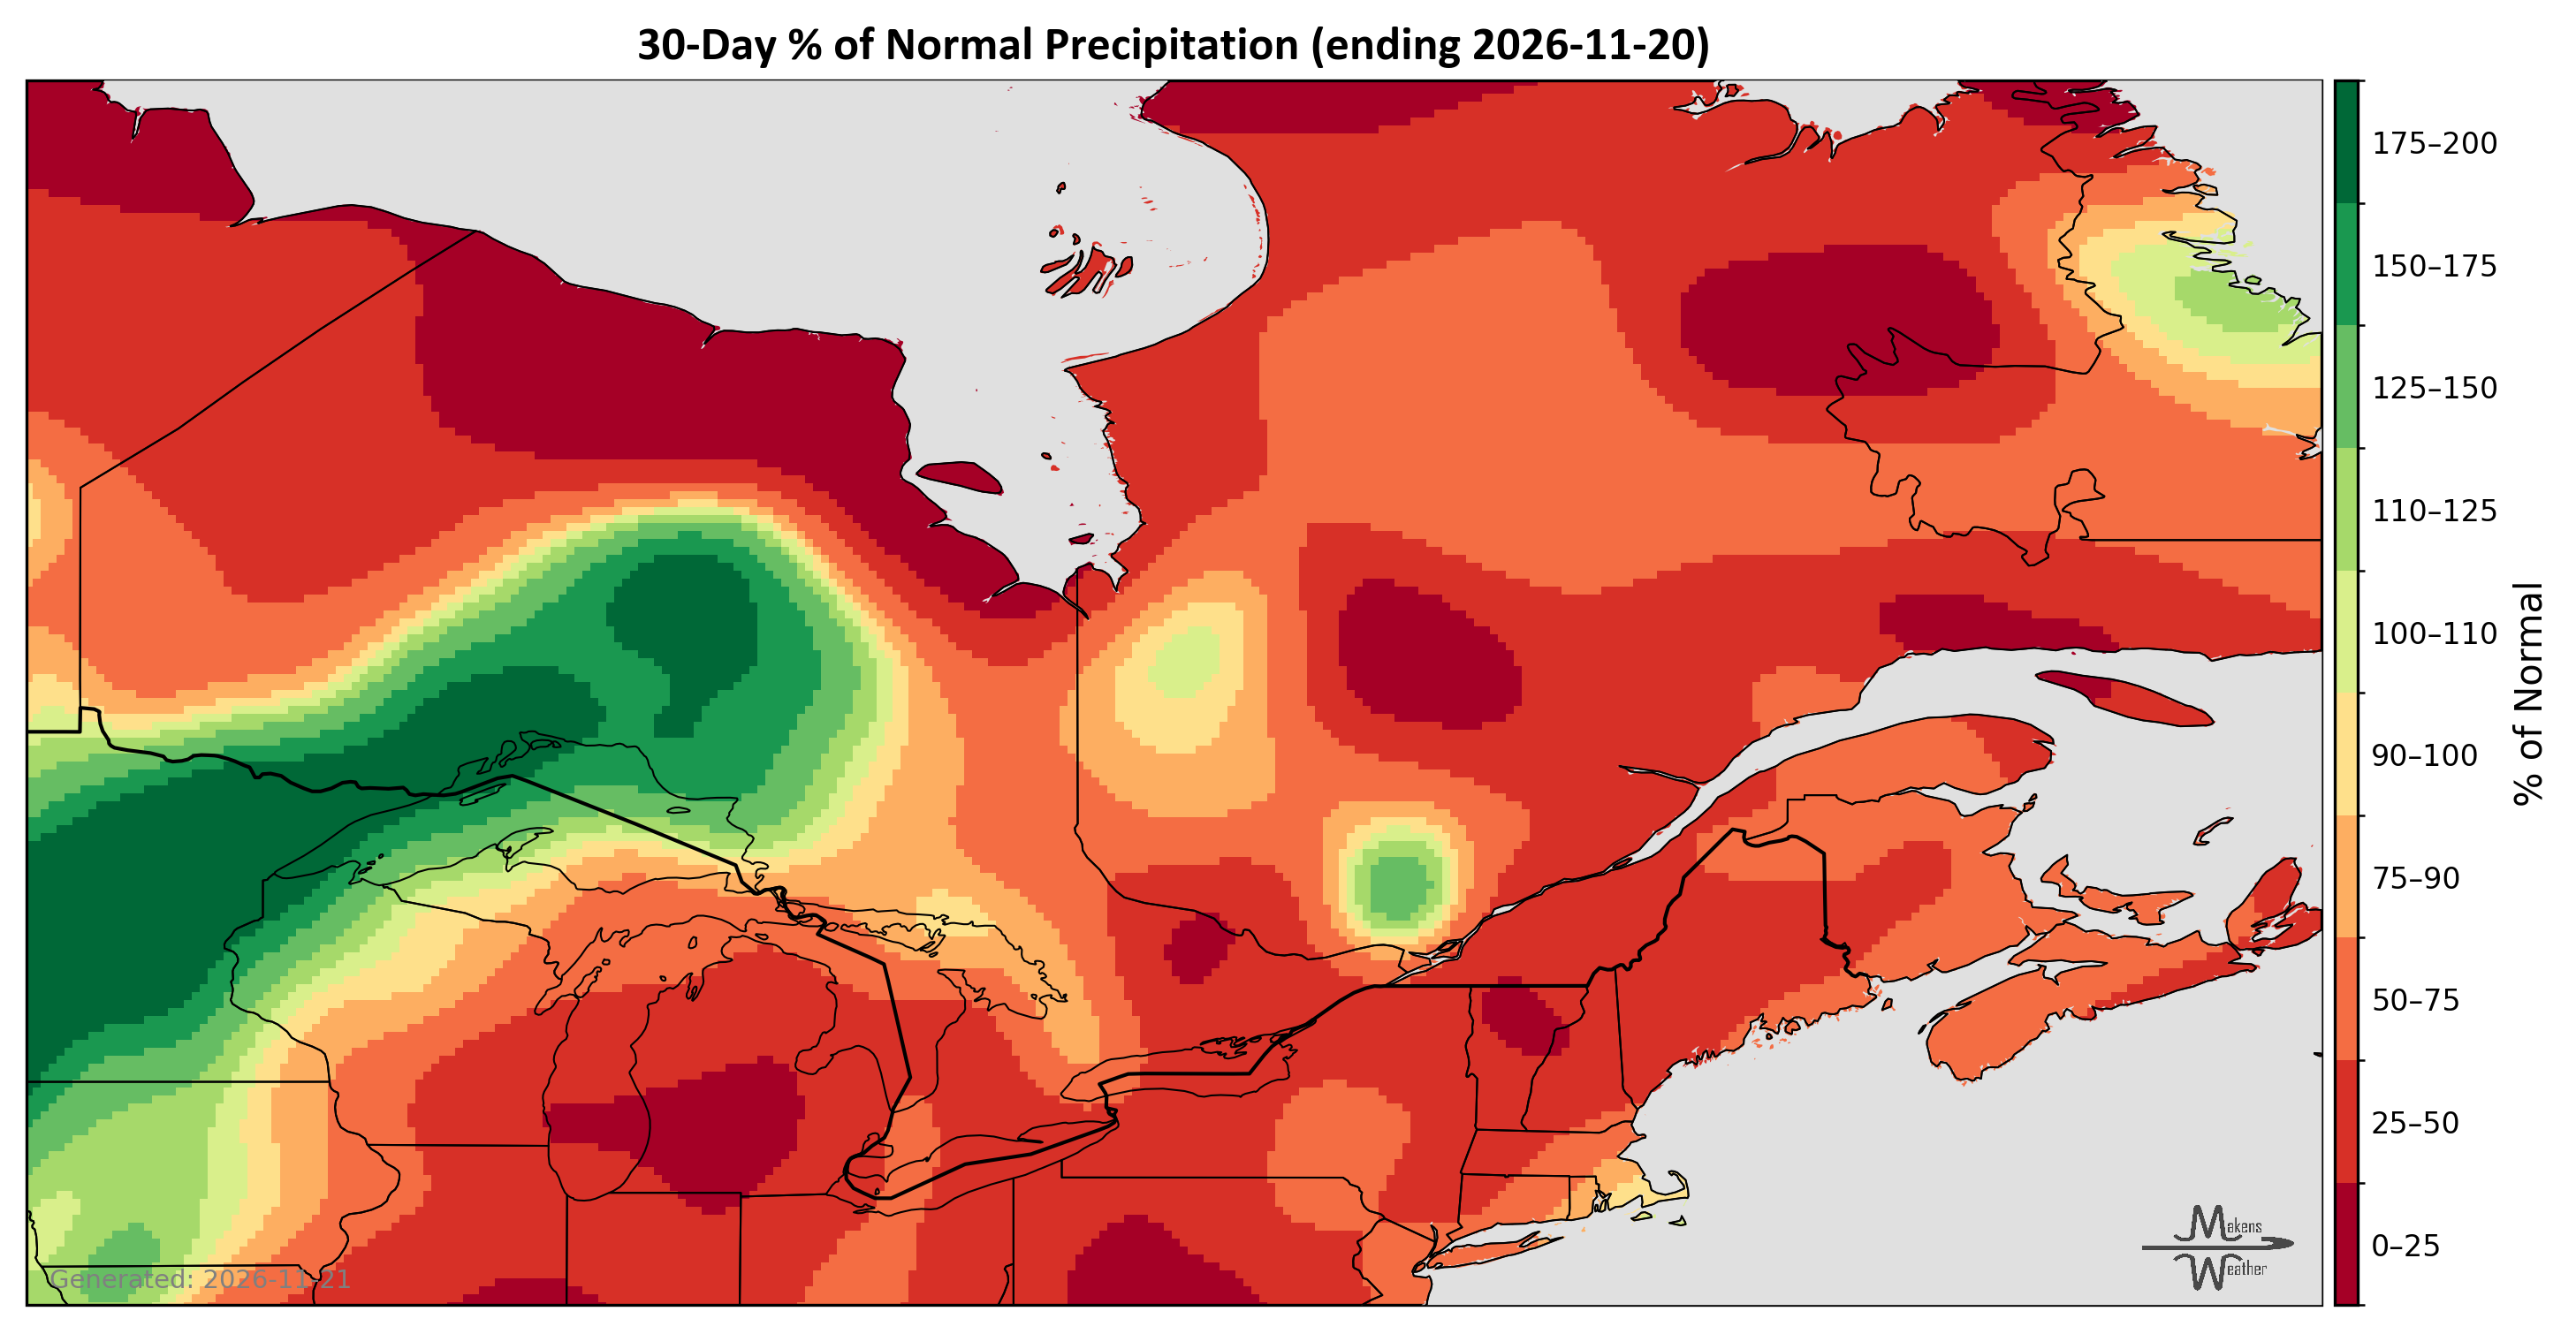 30-Day % of Normal Precipitation (ending 2026-11-20)
175–200
150–175
125–150
110–125
100–110
90–100
75–90
50–75
25–50
0–25
% of Normal
Makens
Weather
Generated: 2026-11-21